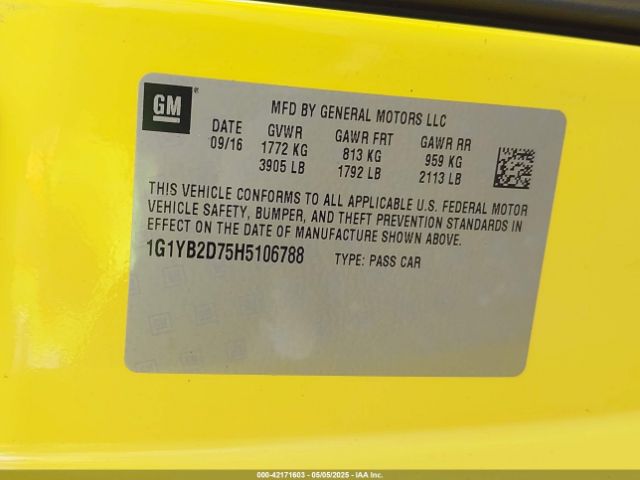 GM®
MFD BY GENERAL MOTORS LLC
DATE GVWR GAWR FRT GAWR RR
09/16 1772 KG 813 KG 959 KG
3905 LB 1792 LB 2113 LB
THIS VEHICLE CONFORMS TO ALL APPLICABLE U.S. FEDERAL MOTOR
VEHICLE SAFETY, BUMPER, AND THEFT PREVENTION STANDARDS IN
EFFECT ON THE DATE OF MANUFACTURE SHOWN ABOVE.
1G1YB2D75H5106788 TYPE: PASS CAR
000-42171603 - 05/05/2025 - IAA Inc.